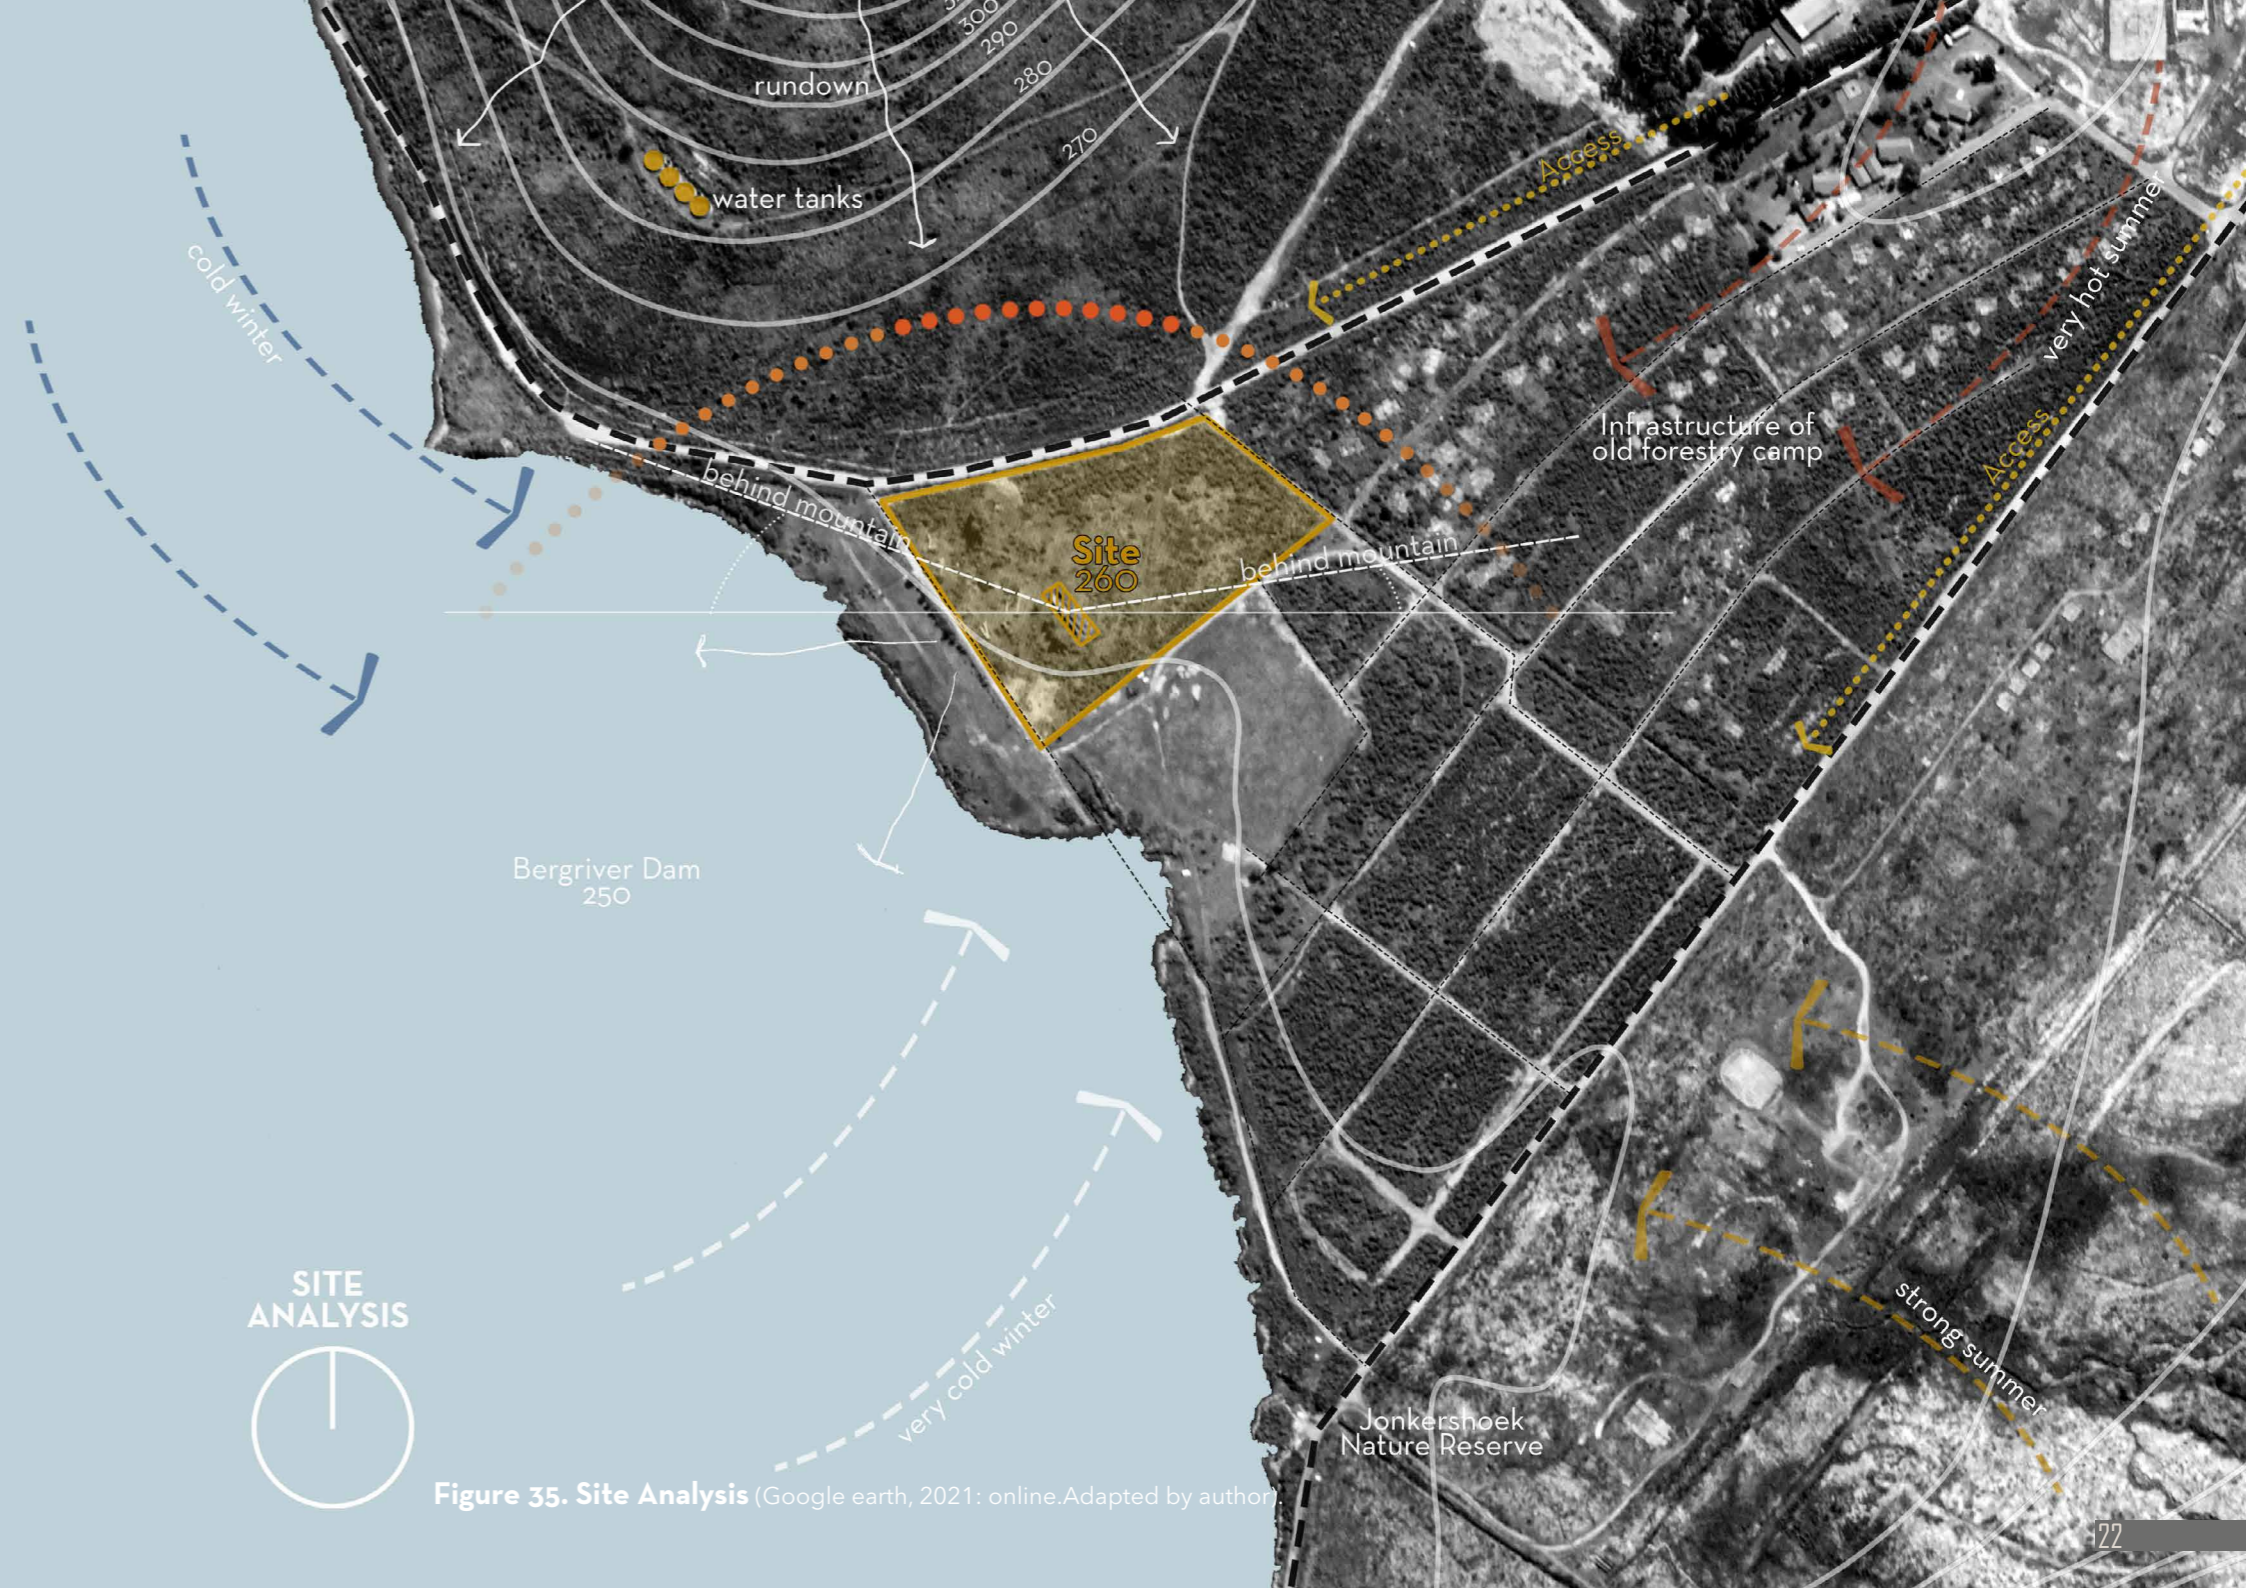 300
290
280
270
rundown
water tanks
Access
cold winter
very hot summer
Infrastructure of
old forestry camp
Access
behind mountain
Site
260
behind mountain
Bergriver Dam
250
SITE
ANALYSIS
very cold winter
strong summer
Jonkershoek
Nature Reserve
Figure 35. Site Analysis (Google earth, 2021: online.Adapted by author).
22